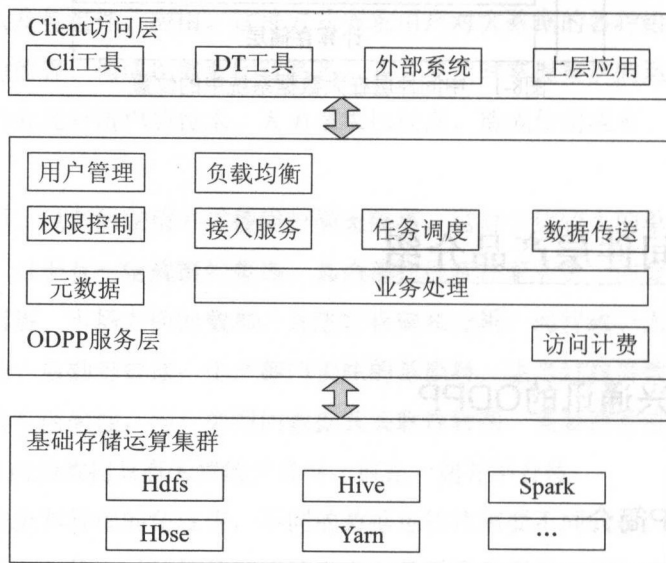 Client访问层
Cli工具 DT工具 外部系统 上层应用
用户管理 负载均衡
权限控制 接入服务 任务调度 数据传送
元数据 业务处理
ODPP服务层 访问计费
基础存储运算集群
Hdfs Hive Spark
Hbse Yarn …